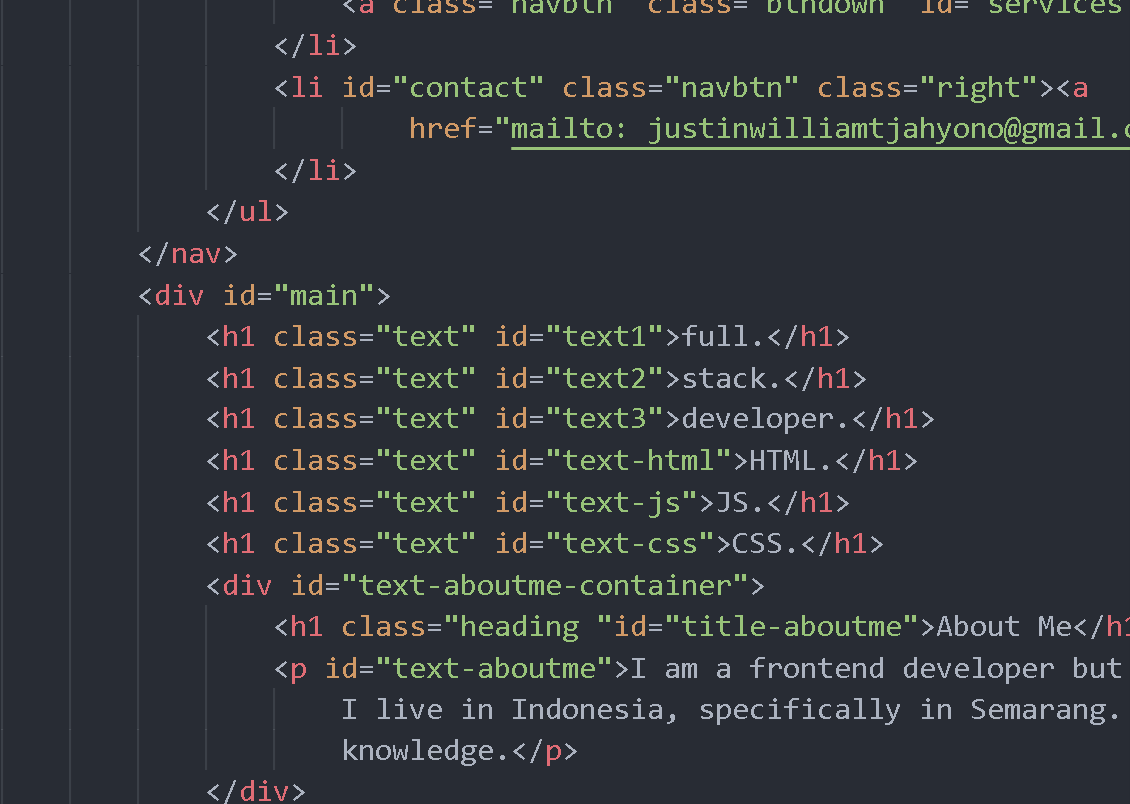 <a class="navbtn" class="btndown" id="services
</li>
<li id="contact" class="navbtn" class="right"><a
href="mailto: justinwilliamtjahyono@gmail.
</li>
</ul>
</nav>
<div id="main">
<h1 class="text" id="text1">full.</h1>
<h1 class="text" id="text2">stack.</h1>
<h1 class="text" id="text3">developer.</h1>
<h1 class="text" id="text-html">HTML.</h1>
<h1 class="text" id="text-js">JS.</h1>
<h1 class="text" id="text-css">CSS.</h1>
<div id="text-aboutme-container">
<h1 class="heading "id="title-aboutme">About Me</h1
<p id="text-aboutme">I am a frontend developer but
I live in Indonesia, specifically in Semarang.
knowledge.</p>
</div>